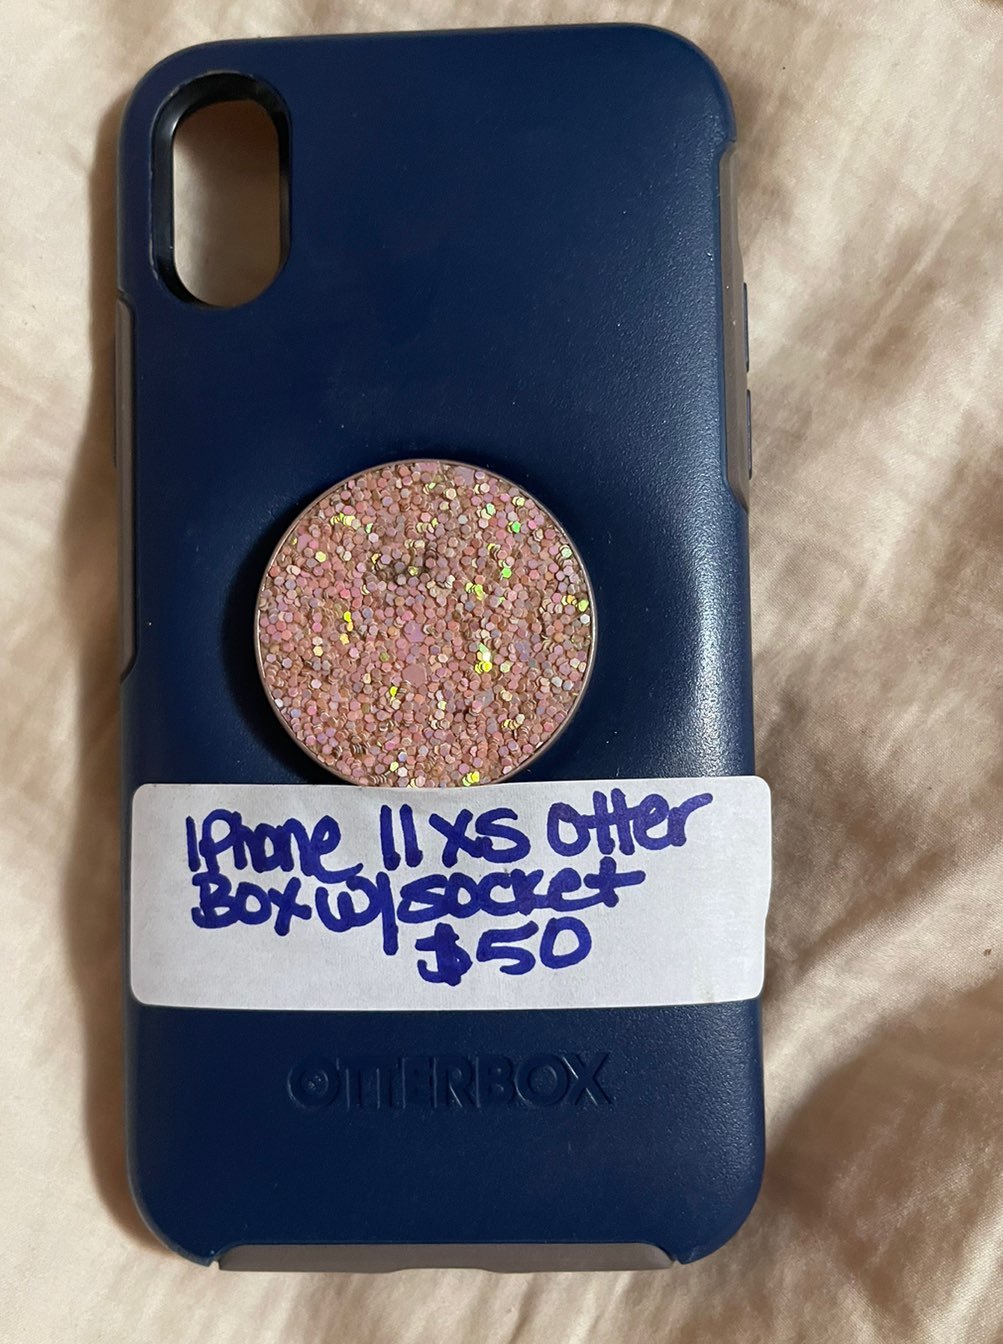 iPhone 11 XS Otter
Box w/ socket
$50
OTTERBOX